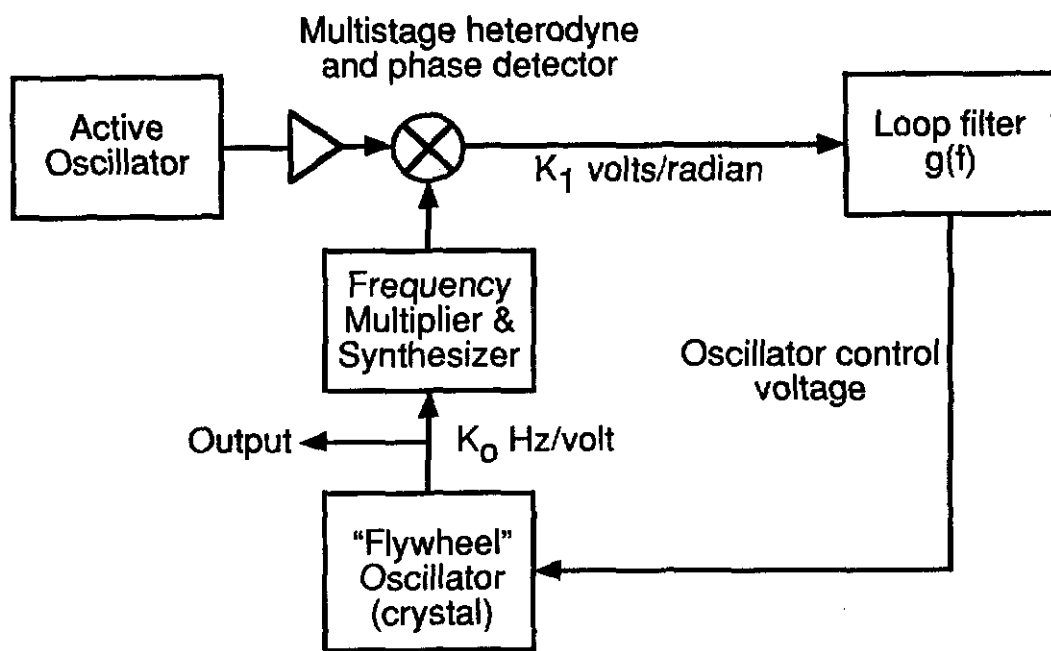 Multistage heterodyne
and phase detector
Active
Oscillator
K1 volts/radian
Loop filter
g(f)
Frequency
Multiplier &
Synthesizer
Oscillator control
voltage
Output
Ko Hz/volt
“Flywheel”
Oscillator
(crystal)